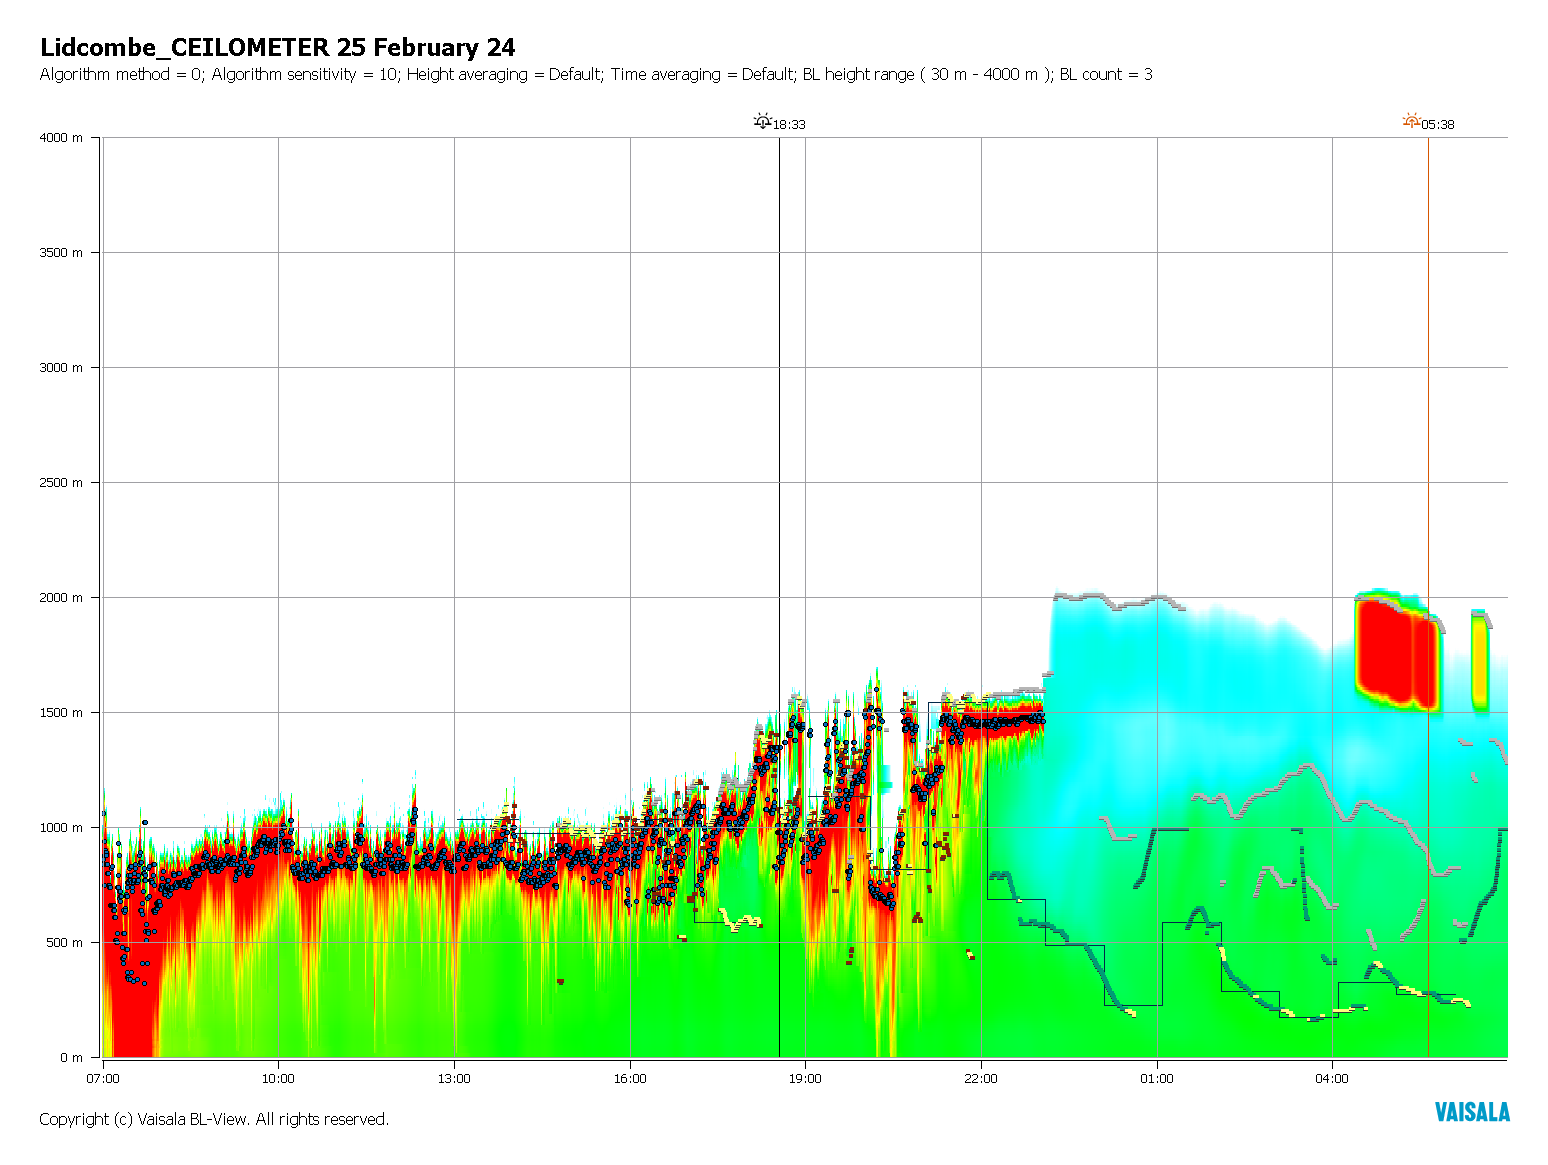 Lidcombe_CEILOMETER 25 February 24
Algorithm method = 0; Algorithm sensitivity = 10; Height averaging = Default; Time averaging = Default; BL height range ( 30 m - 4000 m ); BL count = 3
18:33 05:38
4000 m
3500 m
3000 m
2500 m
2000 m
1500 m
1000 m
500 m
0 m
07:00 10:00 13:00 16:00 19:00 22:00 01:00 04:00
Copyright (c) Vaisala BL-View. All rights reserved.
VAISALA